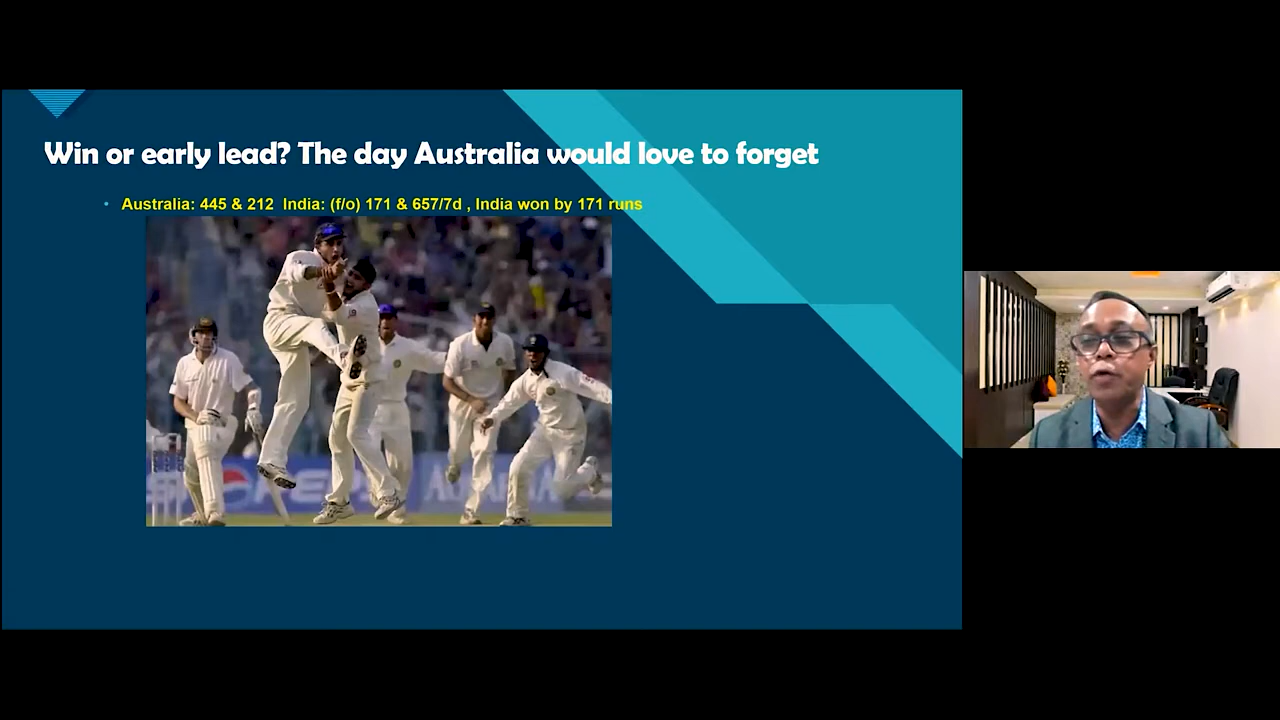 Win or early lead? The day Australia would love to forget
• Australia: 445 & 212 India: (f/o) 171 & 657/7d , India won by 171 runs
PEPSI